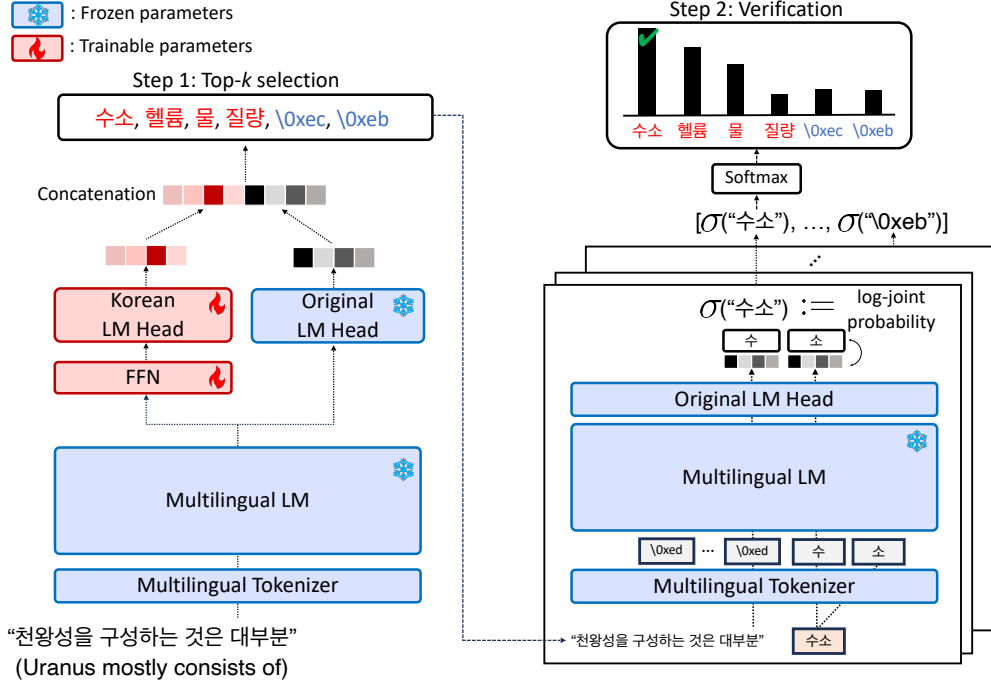 : Frozen parameters
: Trainable parameters
Step 1: Top-k selection
수소, 헬륨, 물, 질량, \0xec, \0xeb
Concatenation
Korean
LM Head
Original
LM Head
FFN
Multilingual LM
Multilingual Tokenizer
“천왕성을 구성하는 것은 대부분”
(Uranus mostly consists of)
Step 2: Verification
수소 헬륨 물 질량 \0xec \0xeb
Softmax
[σ(“수소”), …, σ(“\0xeb”)]
…
σ(“수소”) := log-joint
probability
수 소
Original LM Head
Multilingual LM
\0xed … \0xed 수 소
Multilingual Tokenizer
“천왕성을 구성하는 것은 대부분” 수소